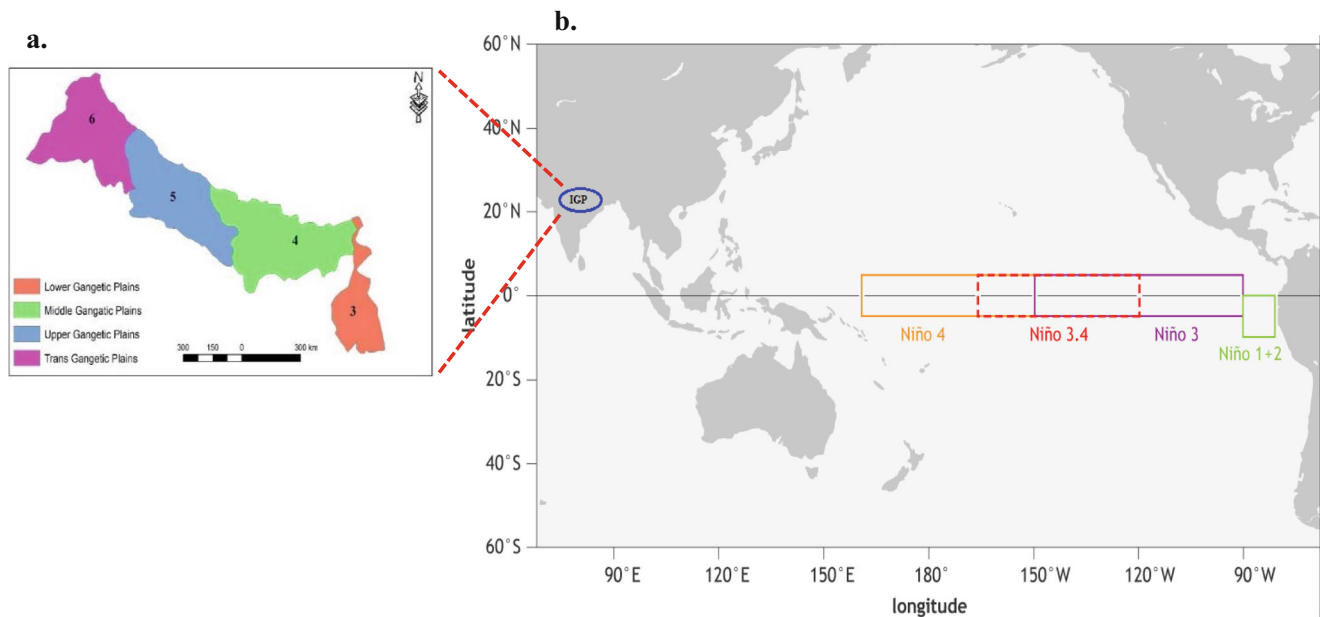 a.
N
6
5
4
3
Lower Gangetic Plains
Middle Gangatic Plains
Upper Gangetic Plains
Trans Gangetic Plains
300 150 0 300 km
b.
60°N
40°N
20°N
0°
20°S
40°S
60°S
latitude
IGP
Niño 4
Niño 3.4
Niño 3
Niño 1+2
90°E 120°E 150°E 180° 150°W 120°W 90°W
longitude